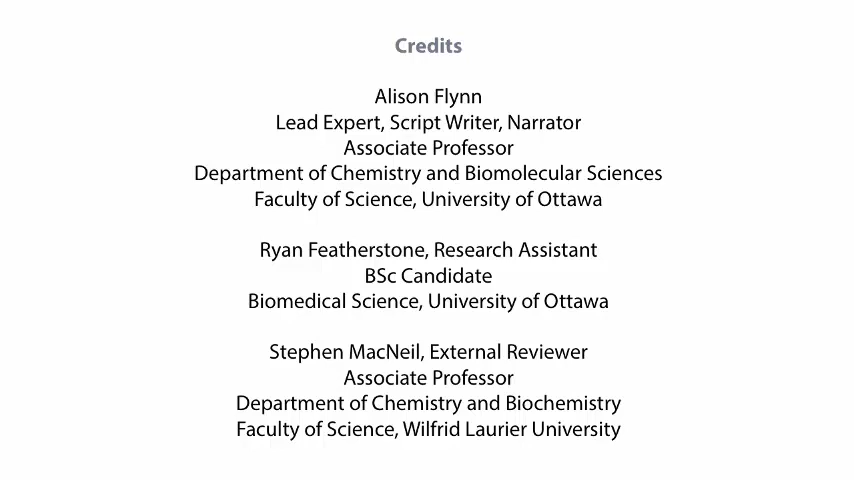 Credits
Alison Flynn
Lead Expert, Script Writer, Narrator
Associate Professor
Department of Chemistry and Biomolecular Sciences
Faculty of Science, University of Ottawa
Ryan Featherstone, Research Assistant
BSc Candidate
Biomedical Science, University of Ottawa
Stephen MacNeil, External Reviewer
Associate Professor
Department of Chemistry and Biochemistry
Faculty of Science, Wilfrid Laurier University